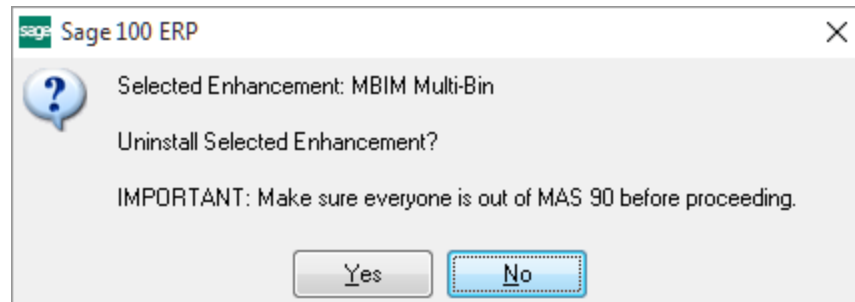 sage Sage 100 ERP
Selected Enhancement: MBIM Multi-Bin
Uninstall Selected Enhancement?
IMPORTANT: Make sure everyone is out of MAS 90 before proceeding.
Yes No